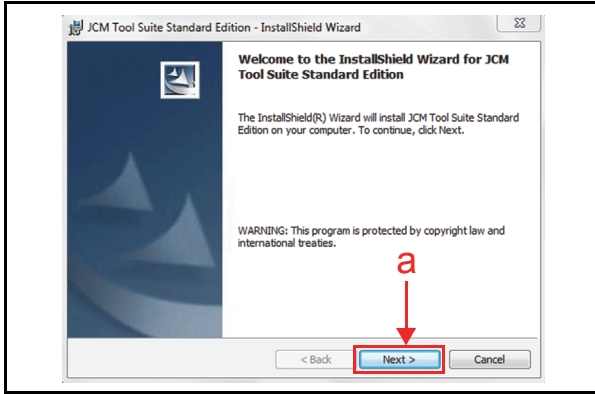 JCM Tool Suite Standard Edition - InstallShield Wizard
Welcome to the InstallShield Wizard for JCM
Tool Suite Standard Edition
The InstallShield(R) Wizard will install JCM Tool Suite Standard
Edition on your computer. To continue, click Next.
WARNING: This program is protected by copyright law and
international treaties.
a
< Back Next > Cancel